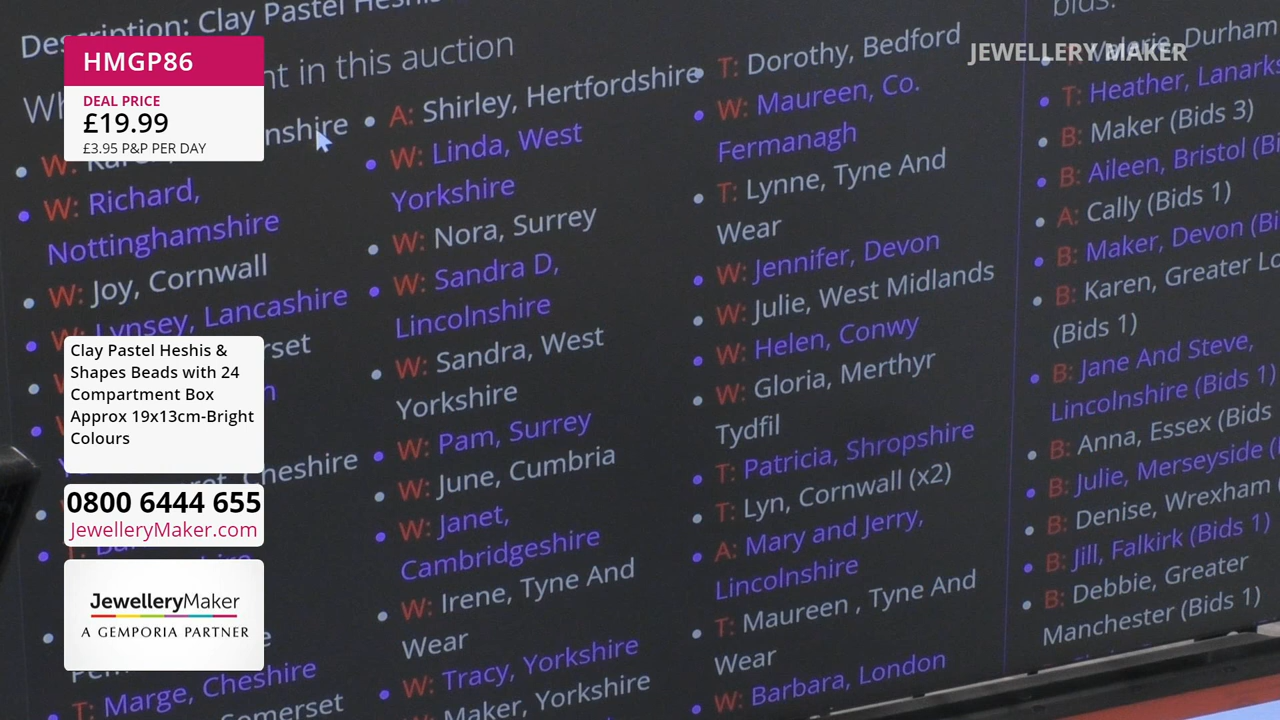 Description: Clay Pastel Heshis
in this auction
HMGP86
DEAL PRICE
£19.99
£3.95 P&P PER DAY
W: Richard,
Nottinghamshire
W: Joy, Cornwall
W: Lynsey, Lancashire
Clay Pastel Heshis &
Shapes Beads with 24
Compartment Box
Approx 19x13cm-Bright
Colours
Cheshire
0800 6444 655
JewelleryMaker.com
JewelleryMaker
A GEMPORIA PARTNER
T: Marge, Cheshire
Somerset
A: Shirley, Hertfordshire
W: Linda, West
Yorkshire
W: Nora, Surrey
W: Sandra D,
Lincolnshire
W: Sandra, West
Yorkshire
W: Pam, Surrey
W: June, Cumbria
W: Janet,
Cambridgeshire
W: Irene, Tyne And
Wear
W: Tracy, Yorkshire
W: Maker, Yorkshire
T: Dorothy, Bedford
W: Maureen, Co.
Fermanagh
T: Lynne, Tyne And
Wear
W: Jennifer, Devon
W: Julie, West Midlands
W: Helen, Conwy
W: Gloria, Merthyr
Tydfil
T: Patricia, Shropshire
T: Lyn, Cornwall (x2)
A: Mary and Jerry,
Lincolnshire
T: Maureen , Tyne And
Wear
W: Barbara, London
bids.
JEWELLERY MAKER
Valerie, Durham
T: Heather,
B: Maker (Bids 3)
B: Aileen, Bristol
A: Cally (Bids 1)
B: Maker, Devon
B: Karen, Greater
(Bids 1)
B: Jane And Steve,
Lincolnshire (Bids 1)
B: Anna, Essex (Bids
B: Julie, Merseyside
B: Denise, Wrexham
B: Jill, Falkirk (Bids 1)
B: Debbie, Greater
Manchester (Bids 1)